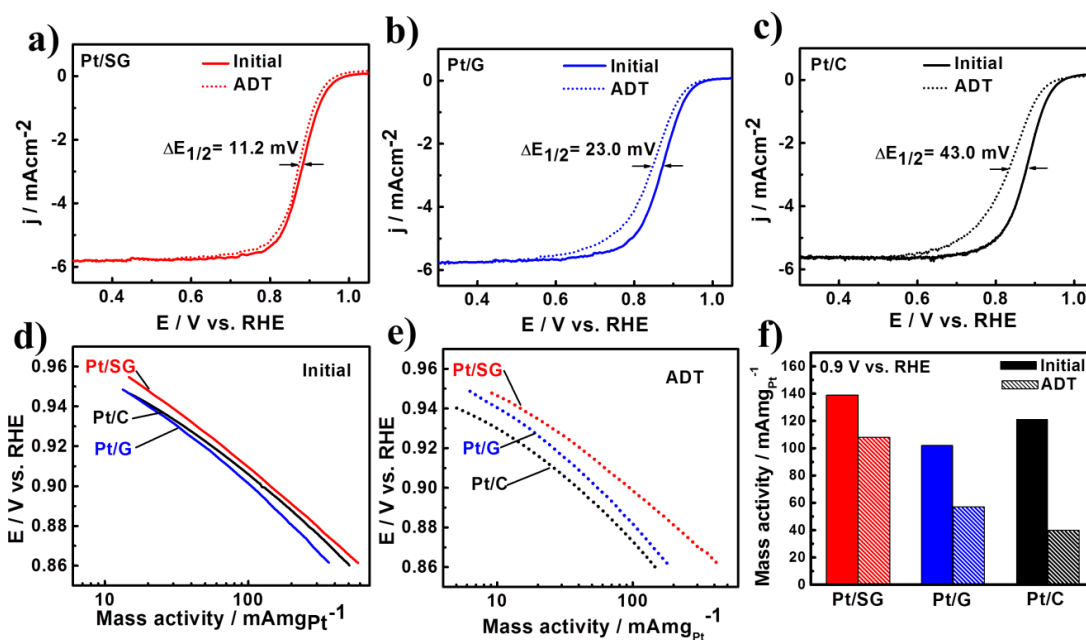 a)
Pt/SG
Initial
ADT
ΔE1/2= 11.2 mV
j / mAcm-2
0
-2
-4
-6
0.4 0.6 0.8 1.0
E / V vs. RHE
b)
Pt/G
Initial
ADT
ΔE1/2= 23.0 mV
j / mAcm-2
0
-2
-4
-6
0.4 0.6 0.8 1.0
E / V vs. RHE
c)
Pt/C
Initial
ADT
ΔE1/2= 43.0 mV
j / mAcm-2
0
-2
-4
-6
0.4 0.6 0.8 1.0
E / V vs. RHE
d)
Initial
Pt/SG
Pt/C
Pt/G
E / V vs. RHE
0.96
0.94
0.92
0.90
0.88
0.86
10 100
Mass activity / mAmgPt-1
e)
ADT
Pt/SG
Pt/G
Pt/C
E / V vs. RHE
0.96
0.94
0.92
0.90
0.88
0.86
10 100
Mass activity / mAmgPt-1
f)
0.9 V vs. RHE
Initial
ADT
Mass activity / mAmgPt-1
160
140
120
100
80
60
40
20
0
Pt/SG Pt/G Pt/C